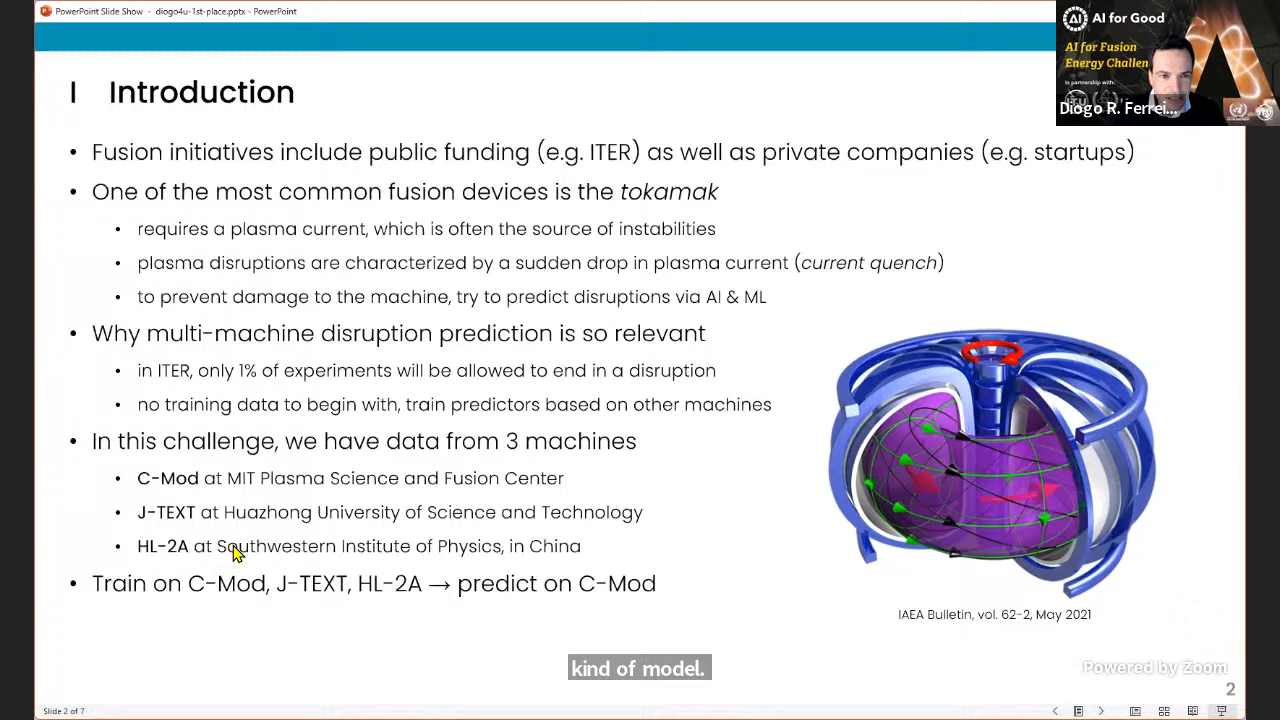 PowerPoint Slide Show - diogo4u-1st-place.pptx - PowerPoint
AI for Good
AI for Fusion
Energy Challen
in partnership with:
Diogo R. Ferrei...
I Introduction
• Fusion initiatives include public funding (e.g. ITER) as well as private companies (e.g. startups)
• One of the most common fusion devices is the tokamak
• requires a plasma current, which is often the source of instabilities
• plasma disruptions are characterized by a sudden drop in plasma current (current quench)
• to prevent damage to the machine, try to predict disruptions via AI & ML
• Why multi-machine disruption prediction is so relevant
• in ITER, only 1% of experiments will be allowed to end in a disruption
• no training data to begin with, train predictors based on other machines
• In this challenge, we have data from 3 machines
• C-Mod at MIT Plasma Science and Fusion Center
• J-TEXT at Huazhong University of Science and Technology
• HL-2A at Southwestern Institute of Physics, in China
• Train on C-Mod, J-TEXT, HL-2A → predict on C-Mod
IAEA Bulletin, vol. 62-2, May 2021
kind of model.
Powered by Zoom
2
Slide 2 of 7